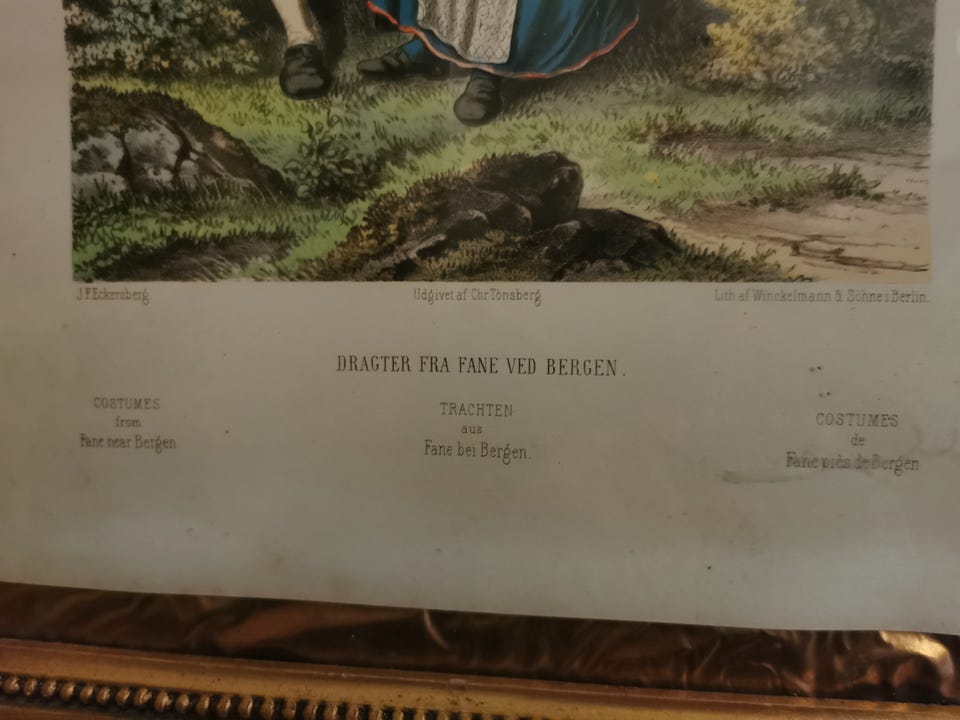 J.F.Eckersberg
Udgivet af Chr Tönsberg.
Lith. af Winckelmann & Söhne i Berlin.
DRAGTER FRA FANE VED BERGEN.
COSTUMES
from
Fane near Bergen
TRACHTEN
aus
Fane bei Bergen.
COSTUMES
de
Fane près de Bergen